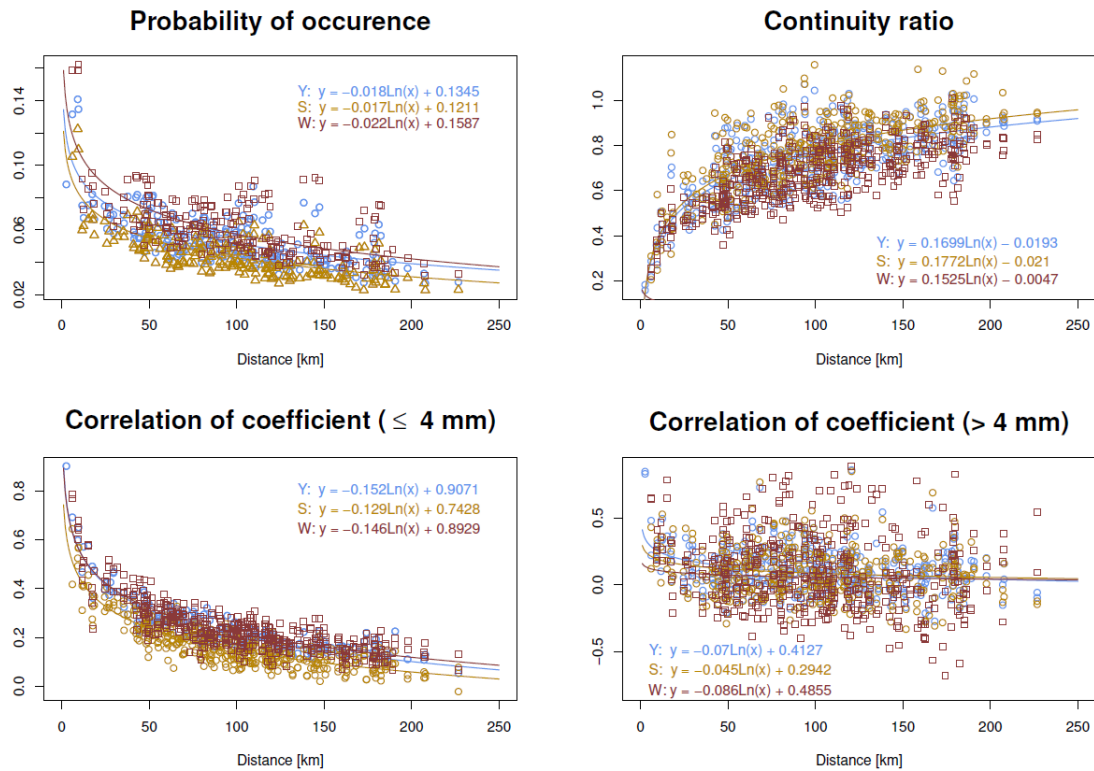 Probability of occurence
Y: y = −0.018Ln(x) + 0.1345
S: y = −0.017Ln(x) + 0.1211
W: y = −0.022Ln(x) + 0.1587
0.02 0.06 0.10 0.14
0 50 100 150 200 250
Distance [km]
Continuity ratio
Y: y = 0.1699Ln(x) − 0.0193
S: y = 0.1772Ln(x) − 0.021
W: y = 0.1525Ln(x) − 0.0047
0.2 0.4 0.6 0.8 1.0
0 50 100 150 200 250
Distance [km]
Correlation of coefficient ( ≤ 4 mm)
Y: y = −0.152Ln(x) + 0.9071
S: y = −0.129Ln(x) + 0.7428
W: y = −0.146Ln(x) + 0.8929
0.0 0.2 0.4 0.6 0.8
0 50 100 150 200 250
Distance [km]
Correlation of coefficient (> 4 mm)
Y: y = −0.07Ln(x) + 0.4127
S: y = −0.045Ln(x) + 0.2942
W: y = −0.086Ln(x) + 0.4855
−0.5 0.0 0.5
0 50 100 150 200 250
Distance [km]